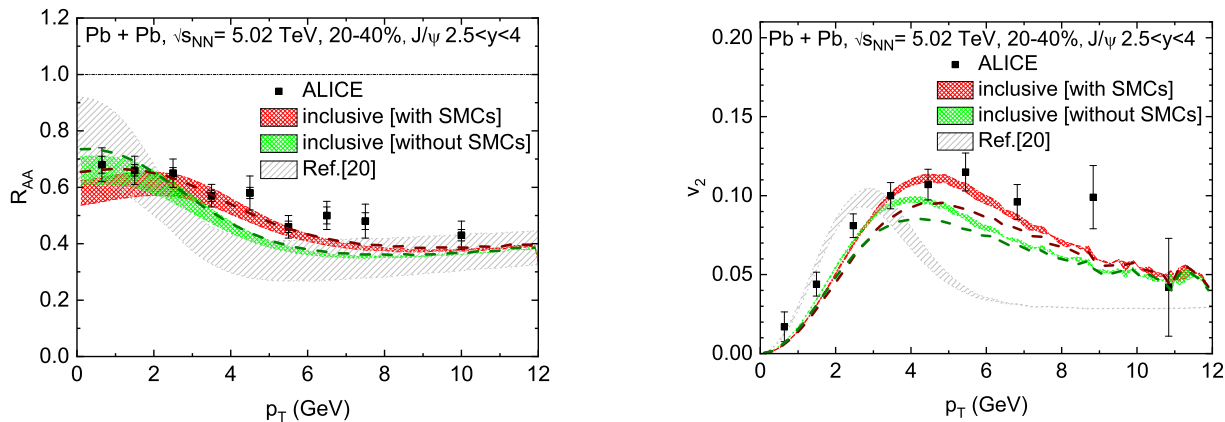 Pb + Pb, √sNN= 5.02 TeV, 20-40%, J/ψ 2.5<y<4
ALICE
inclusive [with SMCs]
inclusive [without SMCs]
Ref.[20]
1.2
1.0
0.8
0.6
0.4
0.2
0.0
RAA
0 2 4 6 8 10 12
pT (GeV)
Pb + Pb, √sNN= 5.02 TeV, 20-40%, J/ψ 2.5<y<4
ALICE
inclusive [with SMCs]
inclusive [without SMCs]
Ref.[20]
0.20
0.15
0.10
0.05
0.00
v2
0 2 4 6 8 10 12
pT (GeV)